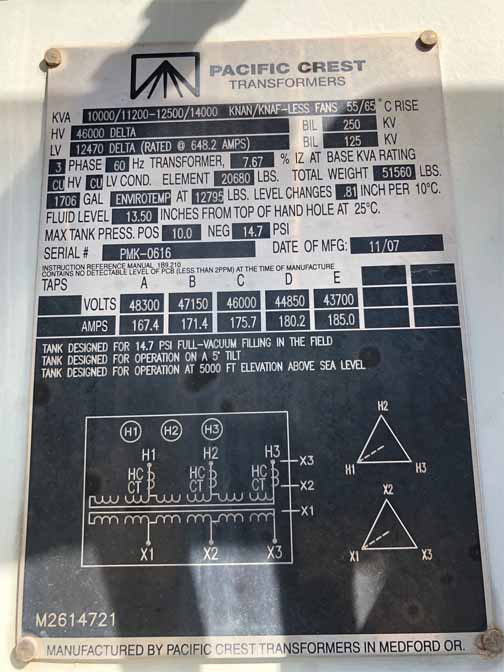 PACIFIC CREST
TRANSFORMERS
KVA 10000/11200-12500/14000 KNAN/KNAF-LESS FANS 55/65 °C RISE
HV 46000 DELTA BIL 250 KV
LV 12470 DELTA (RATED @ 648.2 AMPS) BIL 125 KV
3 PHASE 60 Hz TRANSFORMER, 7.67 % IZ AT BASE KVA RATING
CU HV CU LV COND. ELEMENT 20680 LBS. TOTAL WEIGHT 51560 LBS.
1706 GAL ENVIROTEMP AT 12795 LBS. LEVEL CHANGES .81 INCH PER 10°C.
FLUID LEVEL 13.50 INCHES FROM TOP OF HAND HOLE AT 25°C.
MAX TANK PRESS. POS 10.0 NEG 14.7 PSI
SERIAL # PMK-0616 DATE OF MFG: 11/07
INSTRUCTION REFERENCE MANUAL 1B9.210
CONTAINS NO DETECTABLE LEVEL OF PCB (LESS THAN 2PPM) AT THE TIME OF MANUFACTURE
TAPS A B C D E
VOLTS 48300 47150 46000 44850 43700
AMPS 167.4 171.4 175.7 180.2 185.0
TANK DESIGNED FOR 14.7 PSI FULL-VACUUM FILLING IN THE FIELD
TANK DESIGNED FOR OPERATION ON A 5° TILT
TANK DESIGNED FOR OPERATION AT 5000 FT ELEVATION ABOVE SEA LEVEL
H1 H2 H3
H1 H2 H3
HC HC HC
CT CT CT
X3
X2
X1
X1 X2 X3
H2
H1 H3
X2
X1 X3
M2614721
MANUFACTURED BY PACIFIC CREST TRANSFORMERS IN MEDFORD OR.